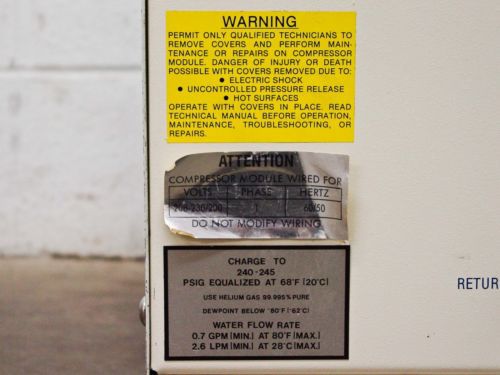 WARNING
PERMIT ONLY QUALIFIED TECHNICIANS TO
REMOVE COVERS AND PERFORM MAIN-
TENANCE OR REPAIRS ON COMPRESSOR
MODULE. DANGER OF INJURY OR DEATH
POSSIBLE WITH COVERS REMOVED DUE TO:
● ELECTRIC SHOCK
● UNCONTROLLED PRESSURE RELEASE
● HOT SURFACES
OPERATE WITH COVERS IN PLACE. READ
TECHNICAL MANUAL BEFORE OPERATION,
MAINTENANCE, TROUBLESHOOTING, OR
REPAIRS.
ATTENTION
COMPRESSOR MODULE WIRED FOR
VOLTS PHASE HERTZ
208-230/200 1 60/50
DO NOT MODIFY WIRING
CHARGE TO
240-245
PSIG EQUALIZED AT 68°F (20°C)
USE HELIUM GAS 99.995% PURE
DEWPOINT BELOW -80°F (-62°C)
WATER FLOW RATE
0.7 GPM (MIN.) AT 80°F (MAX.)
2.6 LPM (MIN.) AT 28°C (MAX.)
RETUR